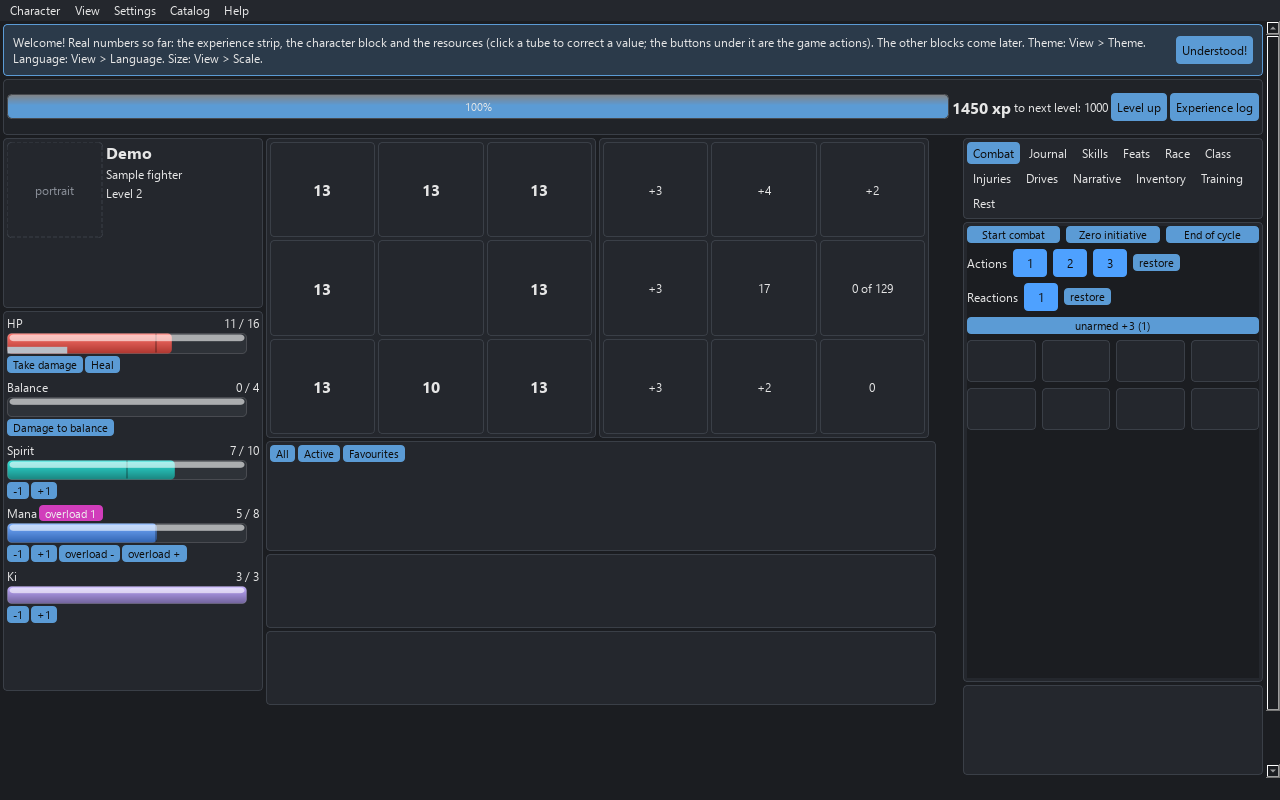 Character View Settings Catalog Help
Welcome! Real numbers so far: the experience strip, the character block and the resources (click a tube to correct a value; the buttons under it are the game actions). The other blocks come later. Theme: View > Theme.
Language: View > Language. Size: View > Scale.
Understood!
100%
1450 xp to next level: 1000 Level up Experience log
portrait
Demo
Sample fighter
Level 2
HP 11 / 16
Take damage Heal
Balance 0 / 4
Damage to balance
Spirit 7 / 10
-1 +1
Mana overload 1 5 / 8
-1 +1 overload - overload +
Ki 3 / 3
-1 +1
13 13 13
13 13
13 10 13
+3 +4 +2
+3 17 0 of 129
+3 +2 0
All Active Favourites
Combat Journal Skills Feats Race Class
Injuries Drives Narrative Inventory Training
Rest
Start combat Zero initiative End of cycle
Actions 1 2 3 restore
Reactions 1 restore
unarmed +3 (1)